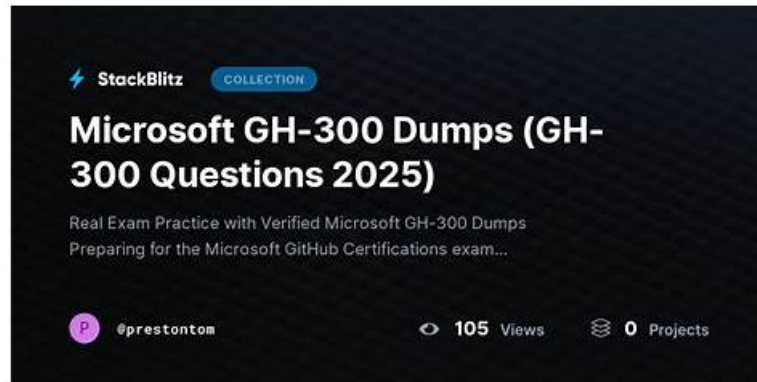 StackBlitz COLLECTION
Microsoft GH-300 Dumps (GH-
300 Questions 2025)
Real Exam Practice with Verified Microsoft GH-300 Dumps
Preparing for the Microsoft GitHub Certifications exam...
P @prestontom 105 Views 0 Projects